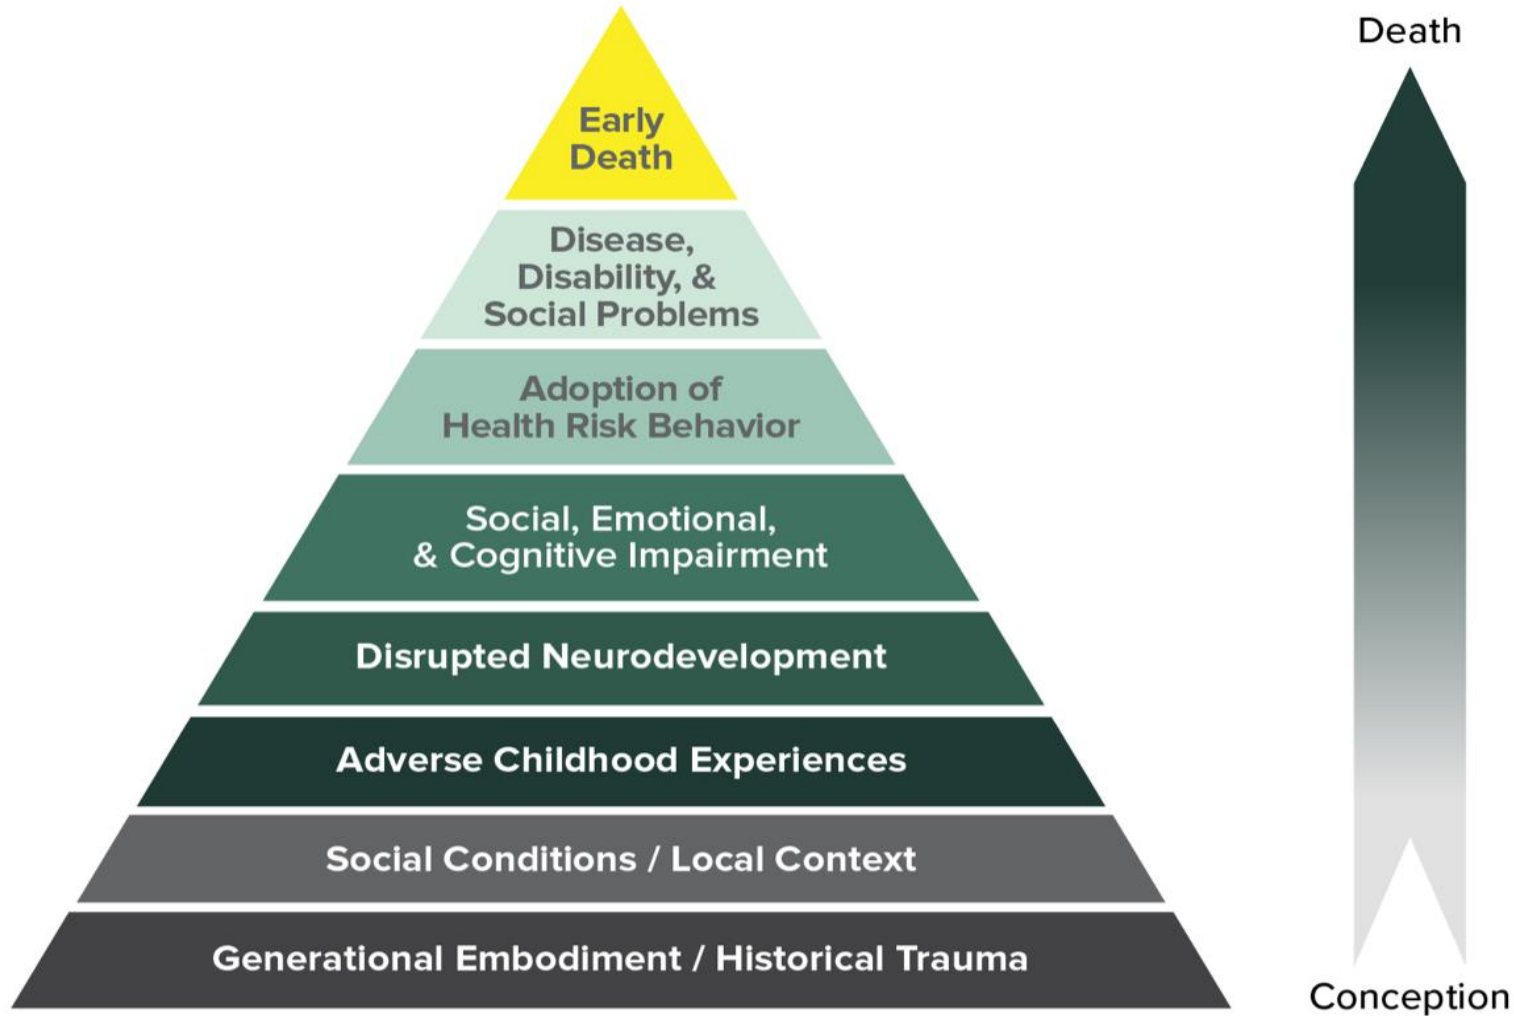 Early
Death
Disease,
Disability, &
Social Problems
Adoption of
Health Risk Behavior
Social, Emotional,
& Cognitive Impairment
Disrupted Neurodevelopment
Adverse Childhood Experiences
Social Conditions / Local Context
Generational Embodiment / Historical Trauma
Death
Conception